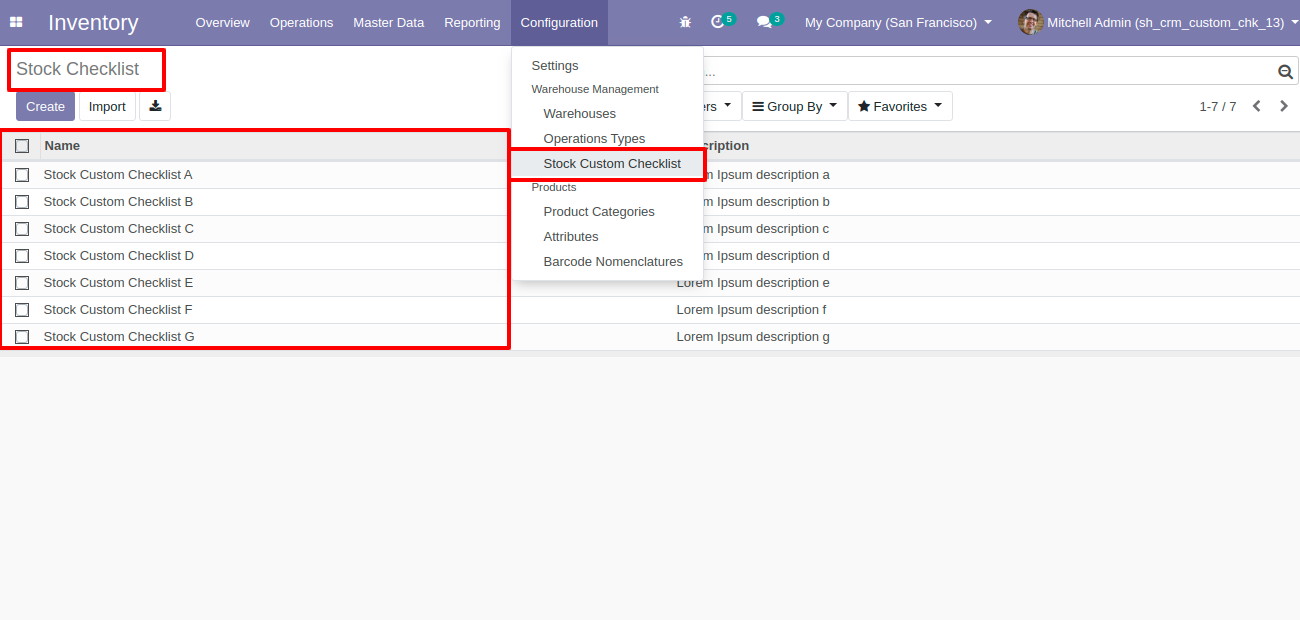 Inventory Overview Operations Master Data Reporting Configuration 5 3 My Company (San Francisco) Mitchell Admin (sh_crm_custom_chk_13)
Stock Checklist
...
Create Import
Group By Favorites 1-7 / 7
Settings
Warehouse Management
Warehouses
Operations Types
Stock Custom Checklist
Products
Product Categories
Attributes
Barcode Nomenclatures
Name
Stock Custom Checklist A Ipsum description a
Stock Custom Checklist B Ipsum description b
Stock Custom Checklist C Ipsum description c
Stock Custom Checklist D Ipsum description d
Stock Custom Checklist E Lorem Ipsum description e
Stock Custom Checklist F Lorem Ipsum description f
Stock Custom Checklist G Lorem Ipsum description g